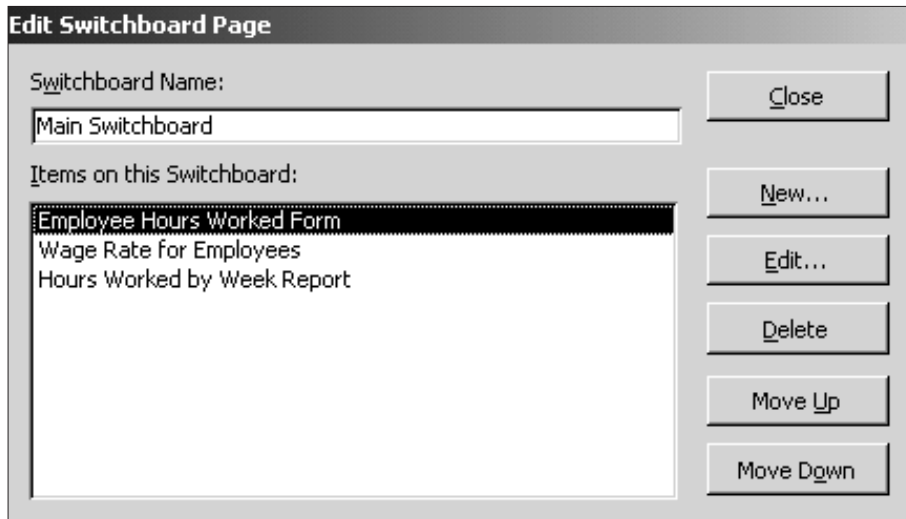 Edit Switchboard Page
Switchboard Name:
Close
Main Switchboard
Items on this Switchboard:
New...
Employee Hours Worked Form
Wage Rate for Employees
Hours Worked by Week Report
Edit...
Delete
Move Up
Move Down